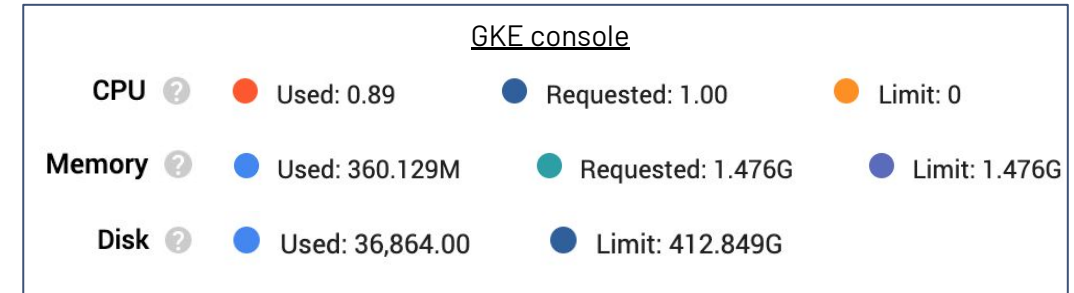 GKE console
CPU ? Used: 0.89 Requested: 1.00 Limit: 0
Memory ? Used: 360.129M Requested: 1.476G Limit: 1.476G
Disk ? Used: 36,864.00 Limit: 412.849G